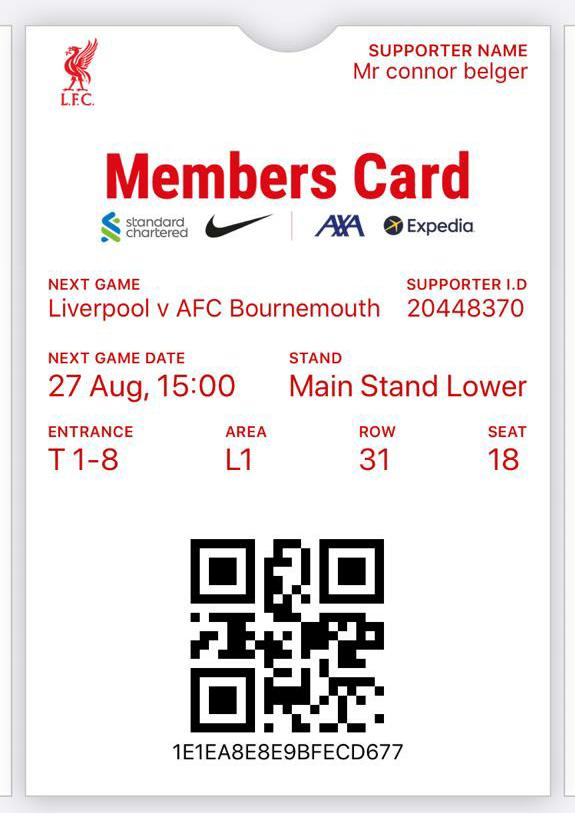 L.F.C.
SUPPORTER NAME
Mr connor belger
Members Card
standard
chartered
AXA
Expedia
NEXT GAME
Liverpool v AFC Bournemouth
SUPPORTER I.D
20448370
NEXT GAME DATE
27 Aug, 15:00
STAND
Main Stand Lower
ENTRANCE
T 1-8
AREA
L1
ROW
31
SEAT
18
1E1EA8E8E9BFECD677